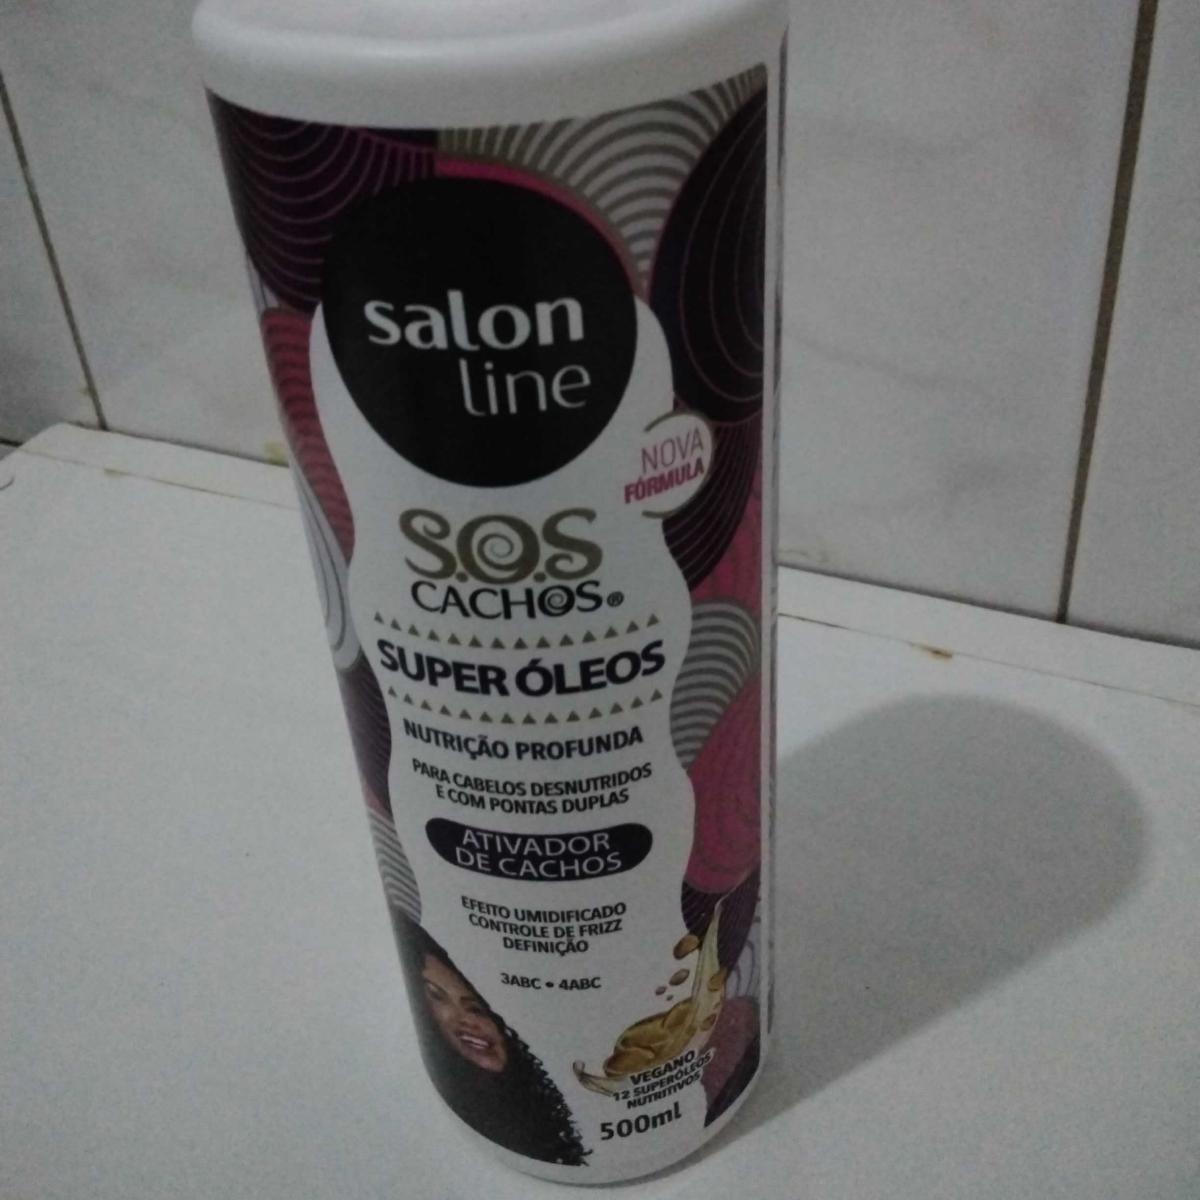 salon
line
NOVA
FÓRMULA
S.O.S
CACHOS®
SUPER ÓLEOS
NUTRIÇÃO PROFUNDA
PARA CABELOS DESNUTRIDOS
E COM PONTAS DUPLAS
ATIVADOR
DE CACHOS
EFEITO UMIDIFICADO
CONTROLE DE FRIZZ
DEFINIÇÃO
3ABC • 4ABC
VEGANO
12 SUPERÓLEOS
NUTRITIVOS
500ml